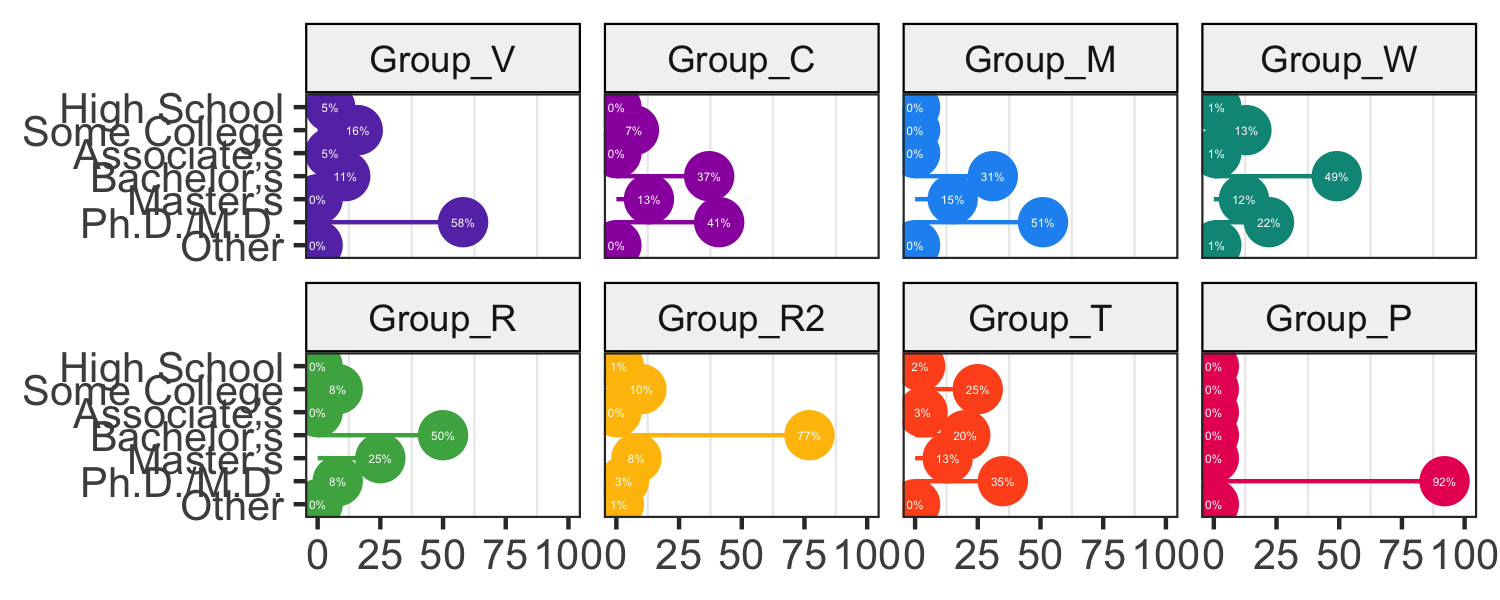 Group_V Group_C Group_M Group_W
High School 5% 0% 0% 1%
Some College 16% 7% 0% 13%
Associate,s 5% 0% 0% 1%
Bachelor,s 11% 37% 31% 49%
Master's 0% 13% 15% 12%
Ph.D./M.D. 58% 41% 51% 22%
Other 0% 0% 0% 1%
Group_R Group_R2 Group_T Group_P
High School 0% 1% 2% 0%
Some College 8% 10% 25% 0%
Associate,s 0% 0% 3% 0%
Bachelor,s 50% 77% 20% 0%
Master's 25% 8% 13% 0%
Ph.D./M.D. 8% 3% 35% 92%
Other 0% 1% 0% 0%
0 25 50 75 100 0 25 50 75 100 0 25 50 75 100 0 25 50 75 100